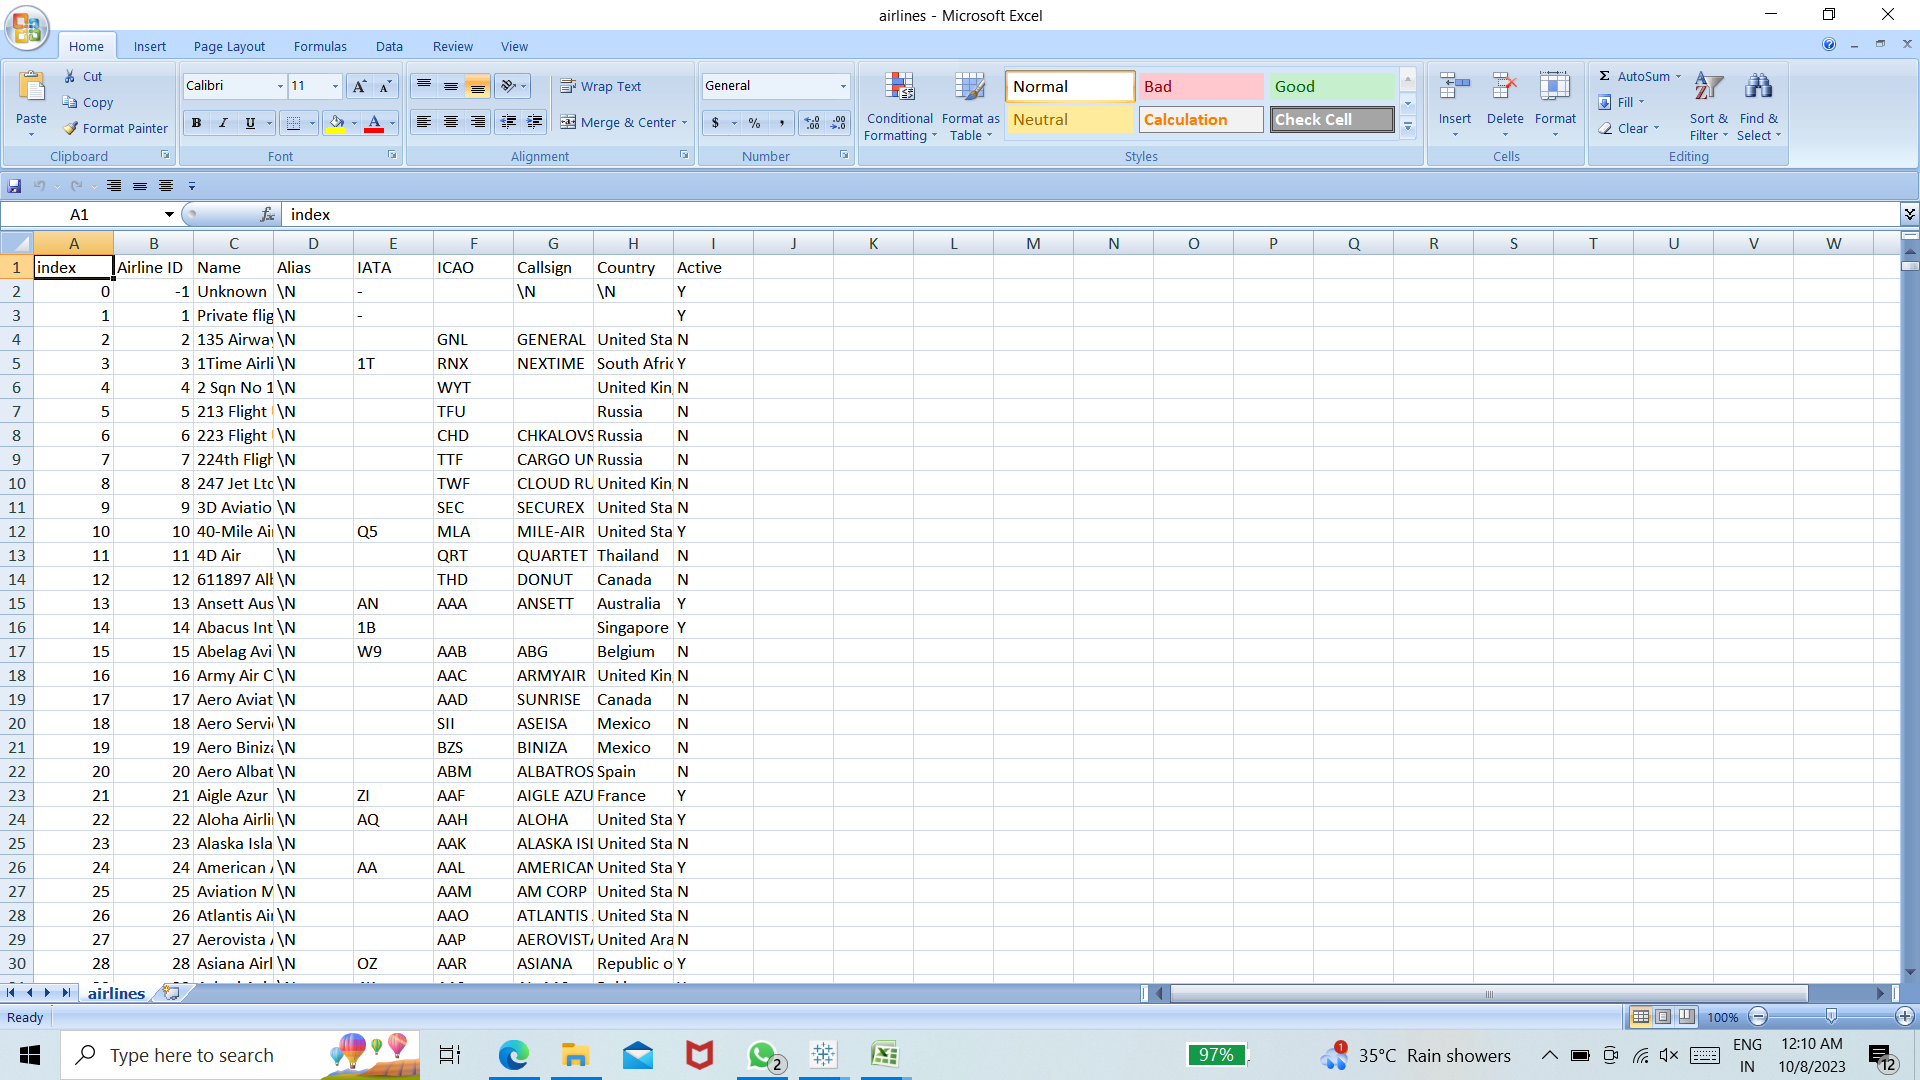 airlines - Microsoft Excel
Home Insert Page Layout Formulas Data Review View
Paste
Cut
Copy
Format Painter
Clipboard
Calibri 11
B I U
Font
Wrap Text
Merge & Center
Alignment
General
$ % ,
Number
Conditional Formatting
Format as Table
Normal Bad Good
Neutral Calculation Check Cell
Styles
Insert Delete Format
Cells
AutoSum
Fill
Clear
Sort & Filter
Find & Select
Editing
A1 fx index
A B C D E F G H I J K L M N O P Q R S T U V W
1 index Airline ID Name Alias IATA ICAO Callsign Country Active
2 0 -1 Unknown \N - \N \N Y
3 1 1 Private flig \N - Y
4 2 2 135 Airway \N GNL GENERAL United Sta N
5 3 3 1Time Airli \N 1T RNX NEXTIME South Afric Y
6 4 4 2 Sqn No 1 \N WYT United Kin N
7 5 5 213 Flight \N TFU Russia N
8 6 6 223 Flight \N CHD CHKALOVS Russia N
9 7 7 224th Fligh \N TTF CARGO UN Russia N
10 8 8 247 Jet Ltd \N TWF CLOUD RU United Kin N
11 9 9 3D Aviatio \N SEC SECUREX United Sta N
12 10 10 40-Mile Air \N Q5 MLA MILE-AIR United Sta Y
13 11 11 4D Air \N QRT QUARTET Thailand N
14 12 12 611897 Alb \N THD DONUT Canada N
15 13 13 Ansett Aus \N AN AAA ANSETT Australia Y
16 14 14 Abacus Int \N 1B Singapore Y
17 15 15 Abelag Avi \N W9 AAB ABG Belgium N
18 16 16 Army Air C \N AAC ARMYAIR United Kin N
19 17 17 Aero Aviat \N AAD SUNRISE Canada N
20 18 18 Aero Servi \N SII ASEISA Mexico N
21 19 19 Aero Biniza \N BZS BINIZA Mexico N
22 20 20 Aero Albat \N ABM ALBATROS Spain N
23 21 21 Aigle Azur \N ZI AAF AIGLE AZU France Y
24 22 22 Aloha Airli \N AQ AAH ALOHA United Sta Y
25 23 23 Alaska Isla \N AAK ALASKA ISL United Sta N
26 24 24 American A \N AA AAL AMERICAN United Sta Y
27 25 25 Aviation M \N AAM AM CORP United Sta N
28 26 26 Atlantis Air \N AAO ATLANTIS United Sta N
29 27 27 Aerovista A \N AAP AEROVISTA United Ara N
30 28 28 Asiana Airl \N OZ AAR ASIANA Republic o Y
airlines
Ready 100%
Type here to search
2
97%
1
35°C Rain showers
ENG
IN
12:10 AM
10/8/2023
12